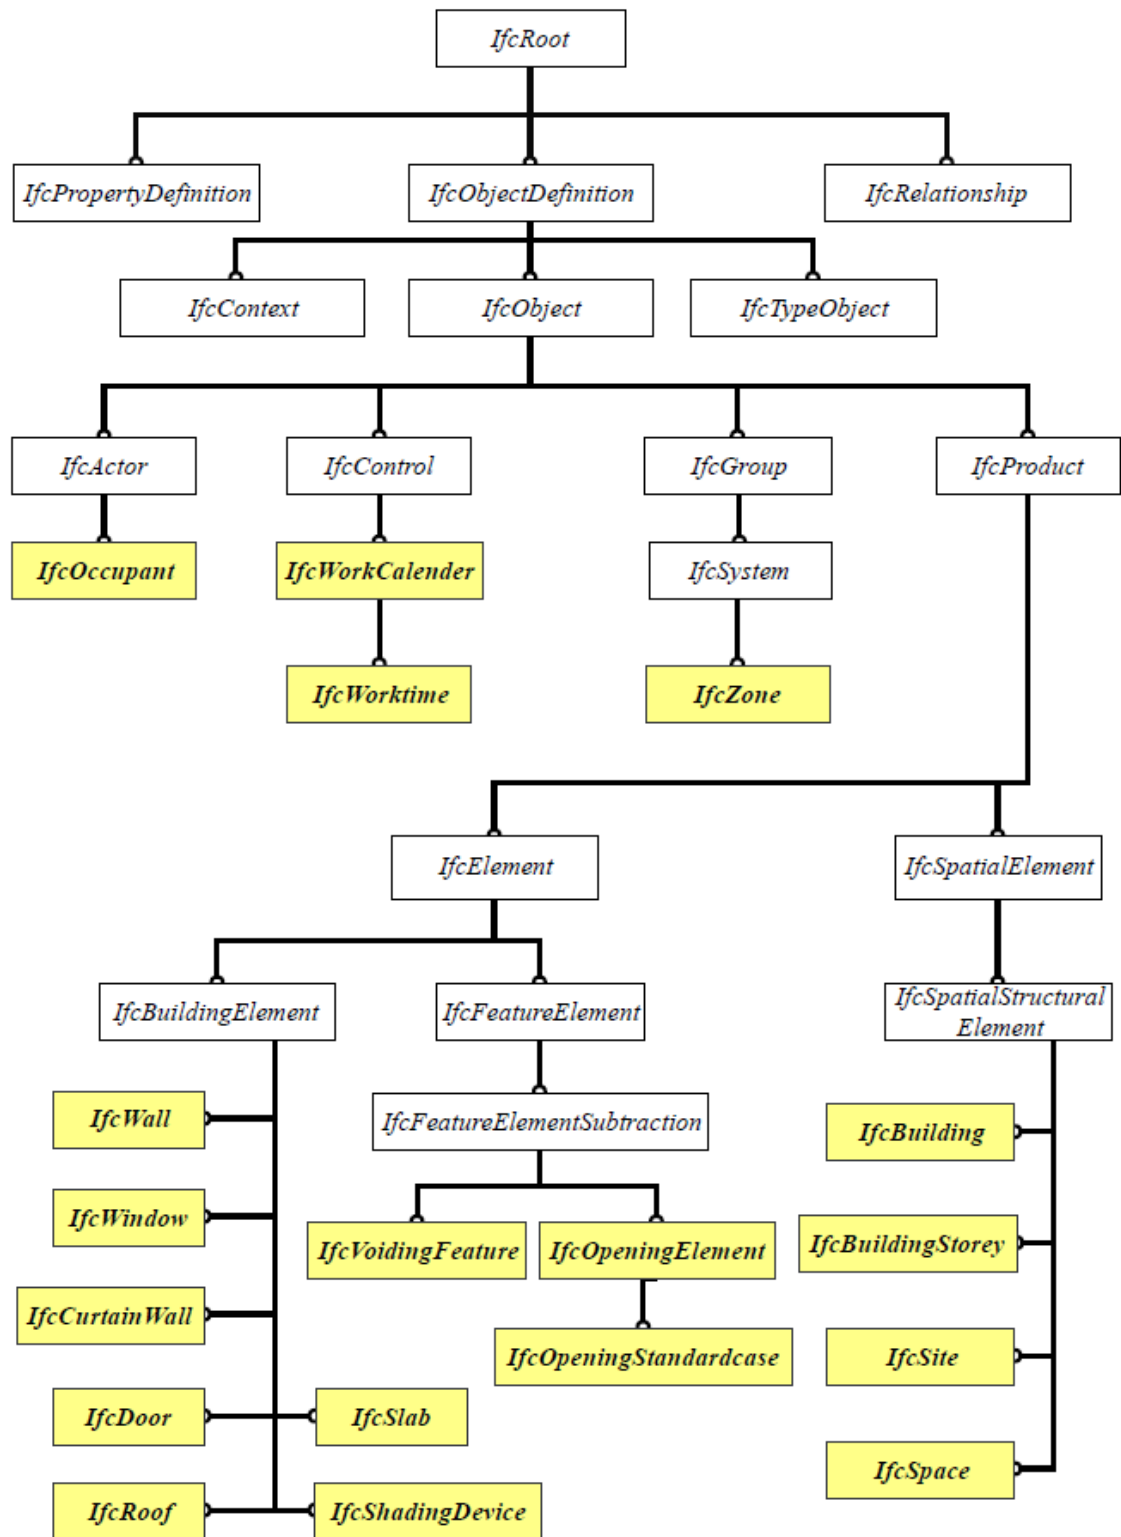 IfcRoot
IfcPropertyDefinition
IfcObjectDefinition
IfcRelationship
IfcContext
IfcObject
IfcTypeObject
IfcActor
IfcControl
IfcGroup
IfcProduct
IfcOccupant
IfcWorkCalender
IfcSystem
IfcWorktime
IfcZone
IfcElement
IfcSpatialElement
IfcBuildingElement
IfcFeatureElement
IfcSpatialStructural
Element
IfcWall
IfcFeatureElementSubtraction
IfcBuilding
IfcWindow
IfcVoidingFeature
IfcOpeningElement
IfcBuildingStorey
IfcCurtainWall
IfcOpeningStandardcase
IfcSite
IfcDoor
IfcSlab
IfcSpace
IfcRoof
IfcShadingDevice